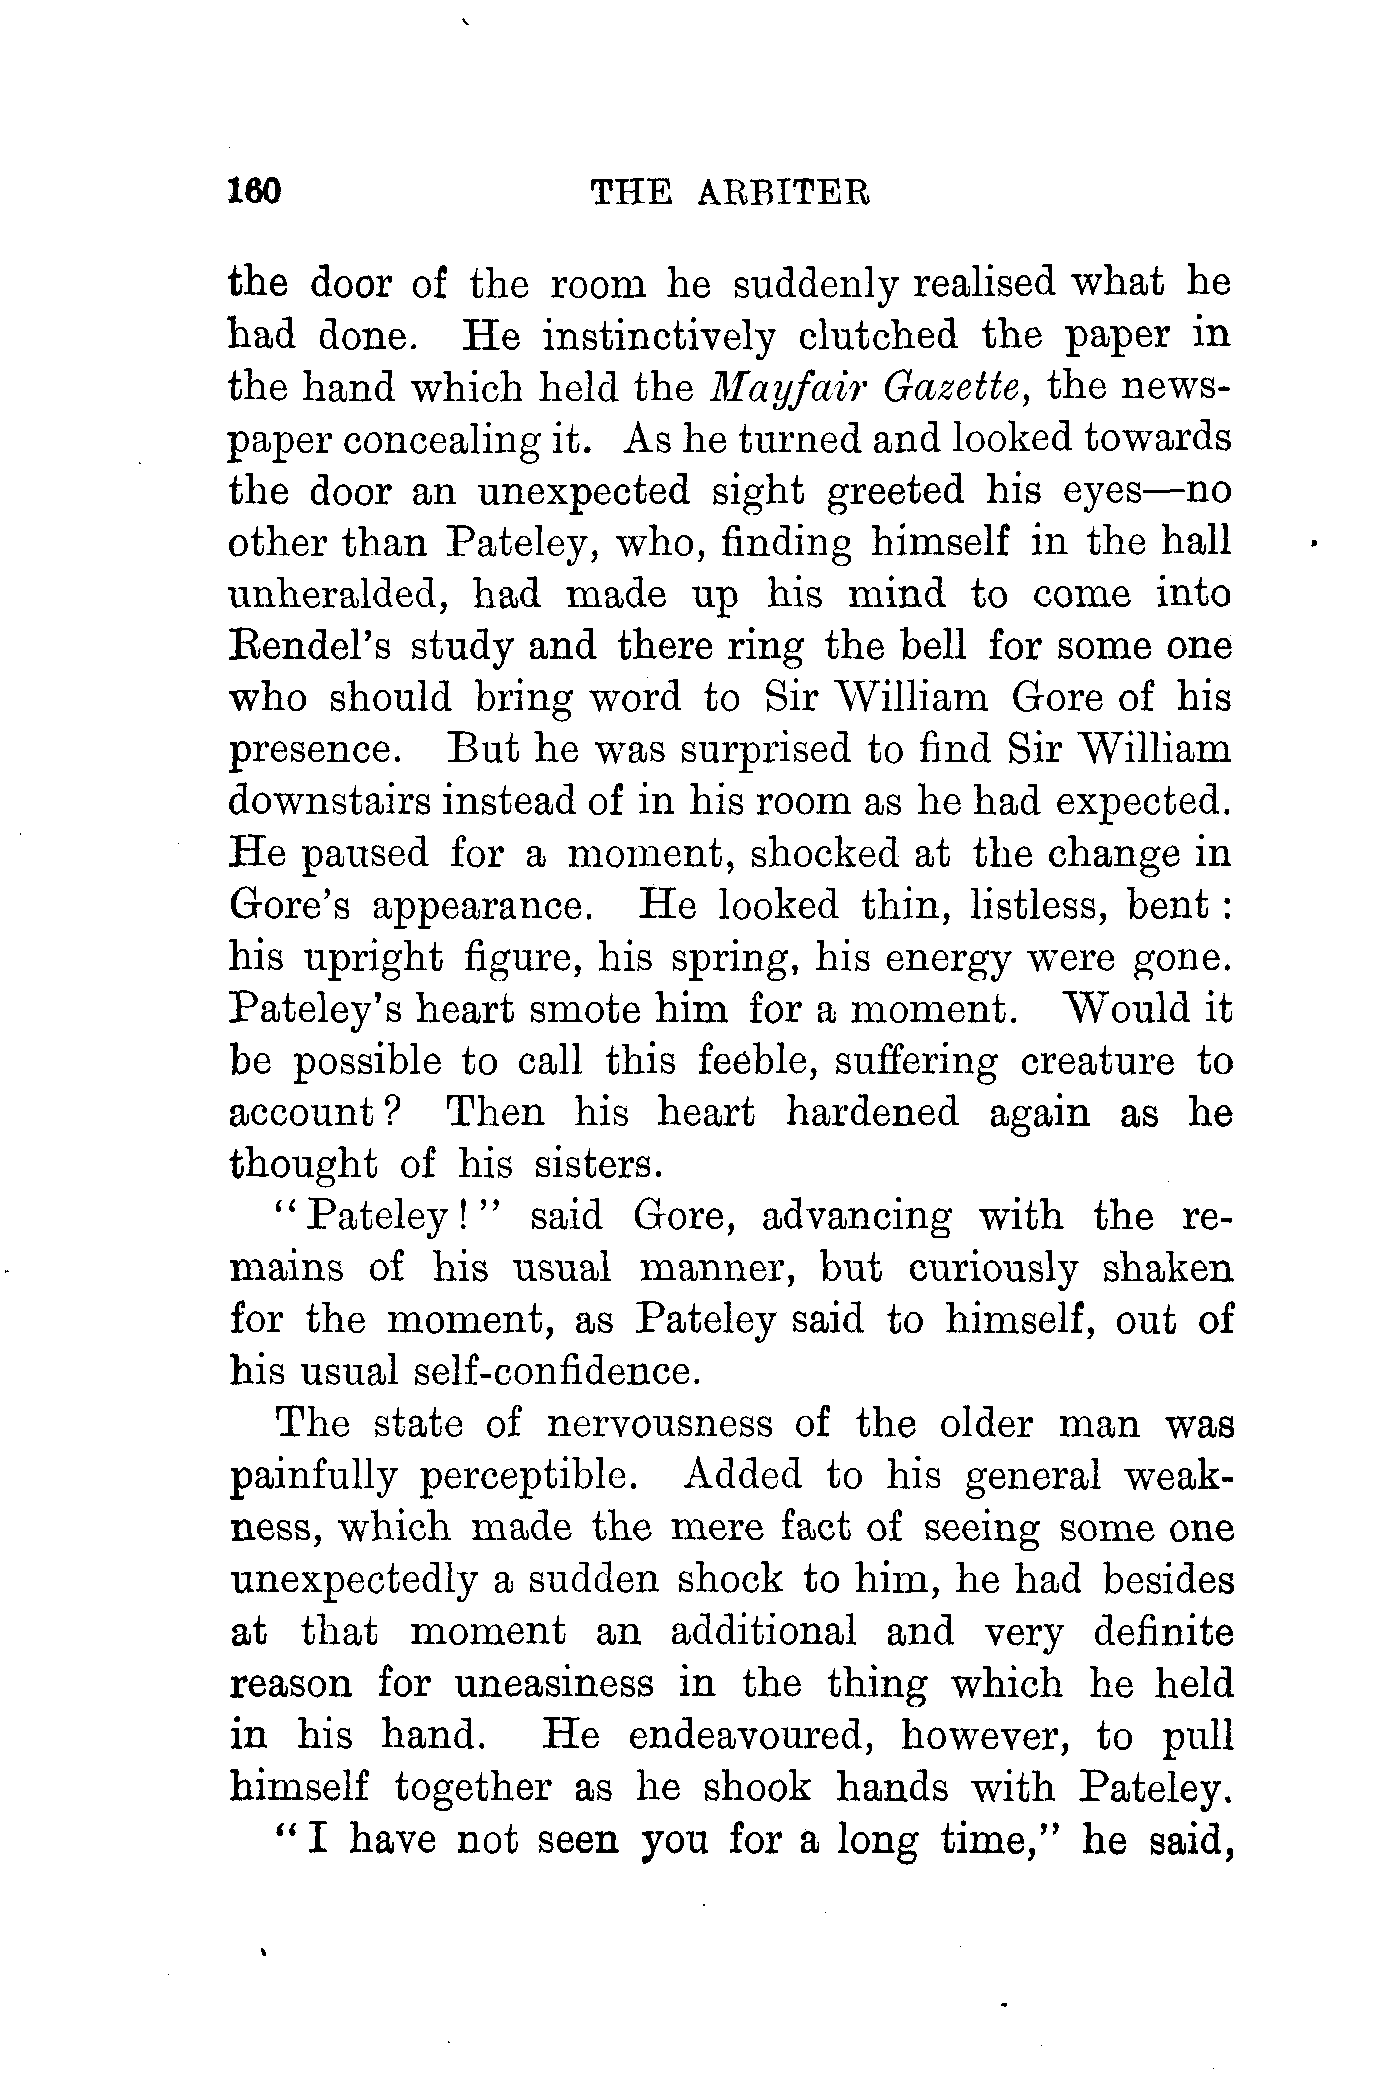 160 THE ARBITER
the door of the room he suddenly realised what he
had done. He instinctively clutched the paper in
the hand which held the Mayfair Gazette, the news-
paper concealing it. As he turned and looked towards
the door an unexpected sight greeted his eyes—no
other than Pateley, who, finding himself in the hall
unheralded, had made up his mind to come into
Rendel's study and there ring the bell for some one
who should bring word to Sir William Gore of his
presence. But he was surprised to find Sir William
downstairs instead of in his room as he had expected.
He paused for a moment, shocked at the change in
Gore's appearance. He looked thin, listless, bent :
his upright figure, his spring, his energy were gone.
Pateley's heart smote him for a moment. Would it
be possible to call this feeble, suffering creature to
account? Then his heart hardened again as he
thought of his sisters.
“Pateley!” said Gore, advancing with the re-
mains of his usual manner, but curiously shaken
for the moment, as Pateley said to himself, out of
his usual self-confidence.
The state of nervousness of the older man was
painfully perceptible. Added to his general weak-
ness, which made the mere fact of seeing some one
unexpectedly a sudden shock to him, he had besides
at that moment an additional and very definite
reason for uneasiness in the thing which he held
in his hand. He endeavoured, however, to pull
himself together as he shook hands with Pateley.
“I have not seen you for a long time,” he said,